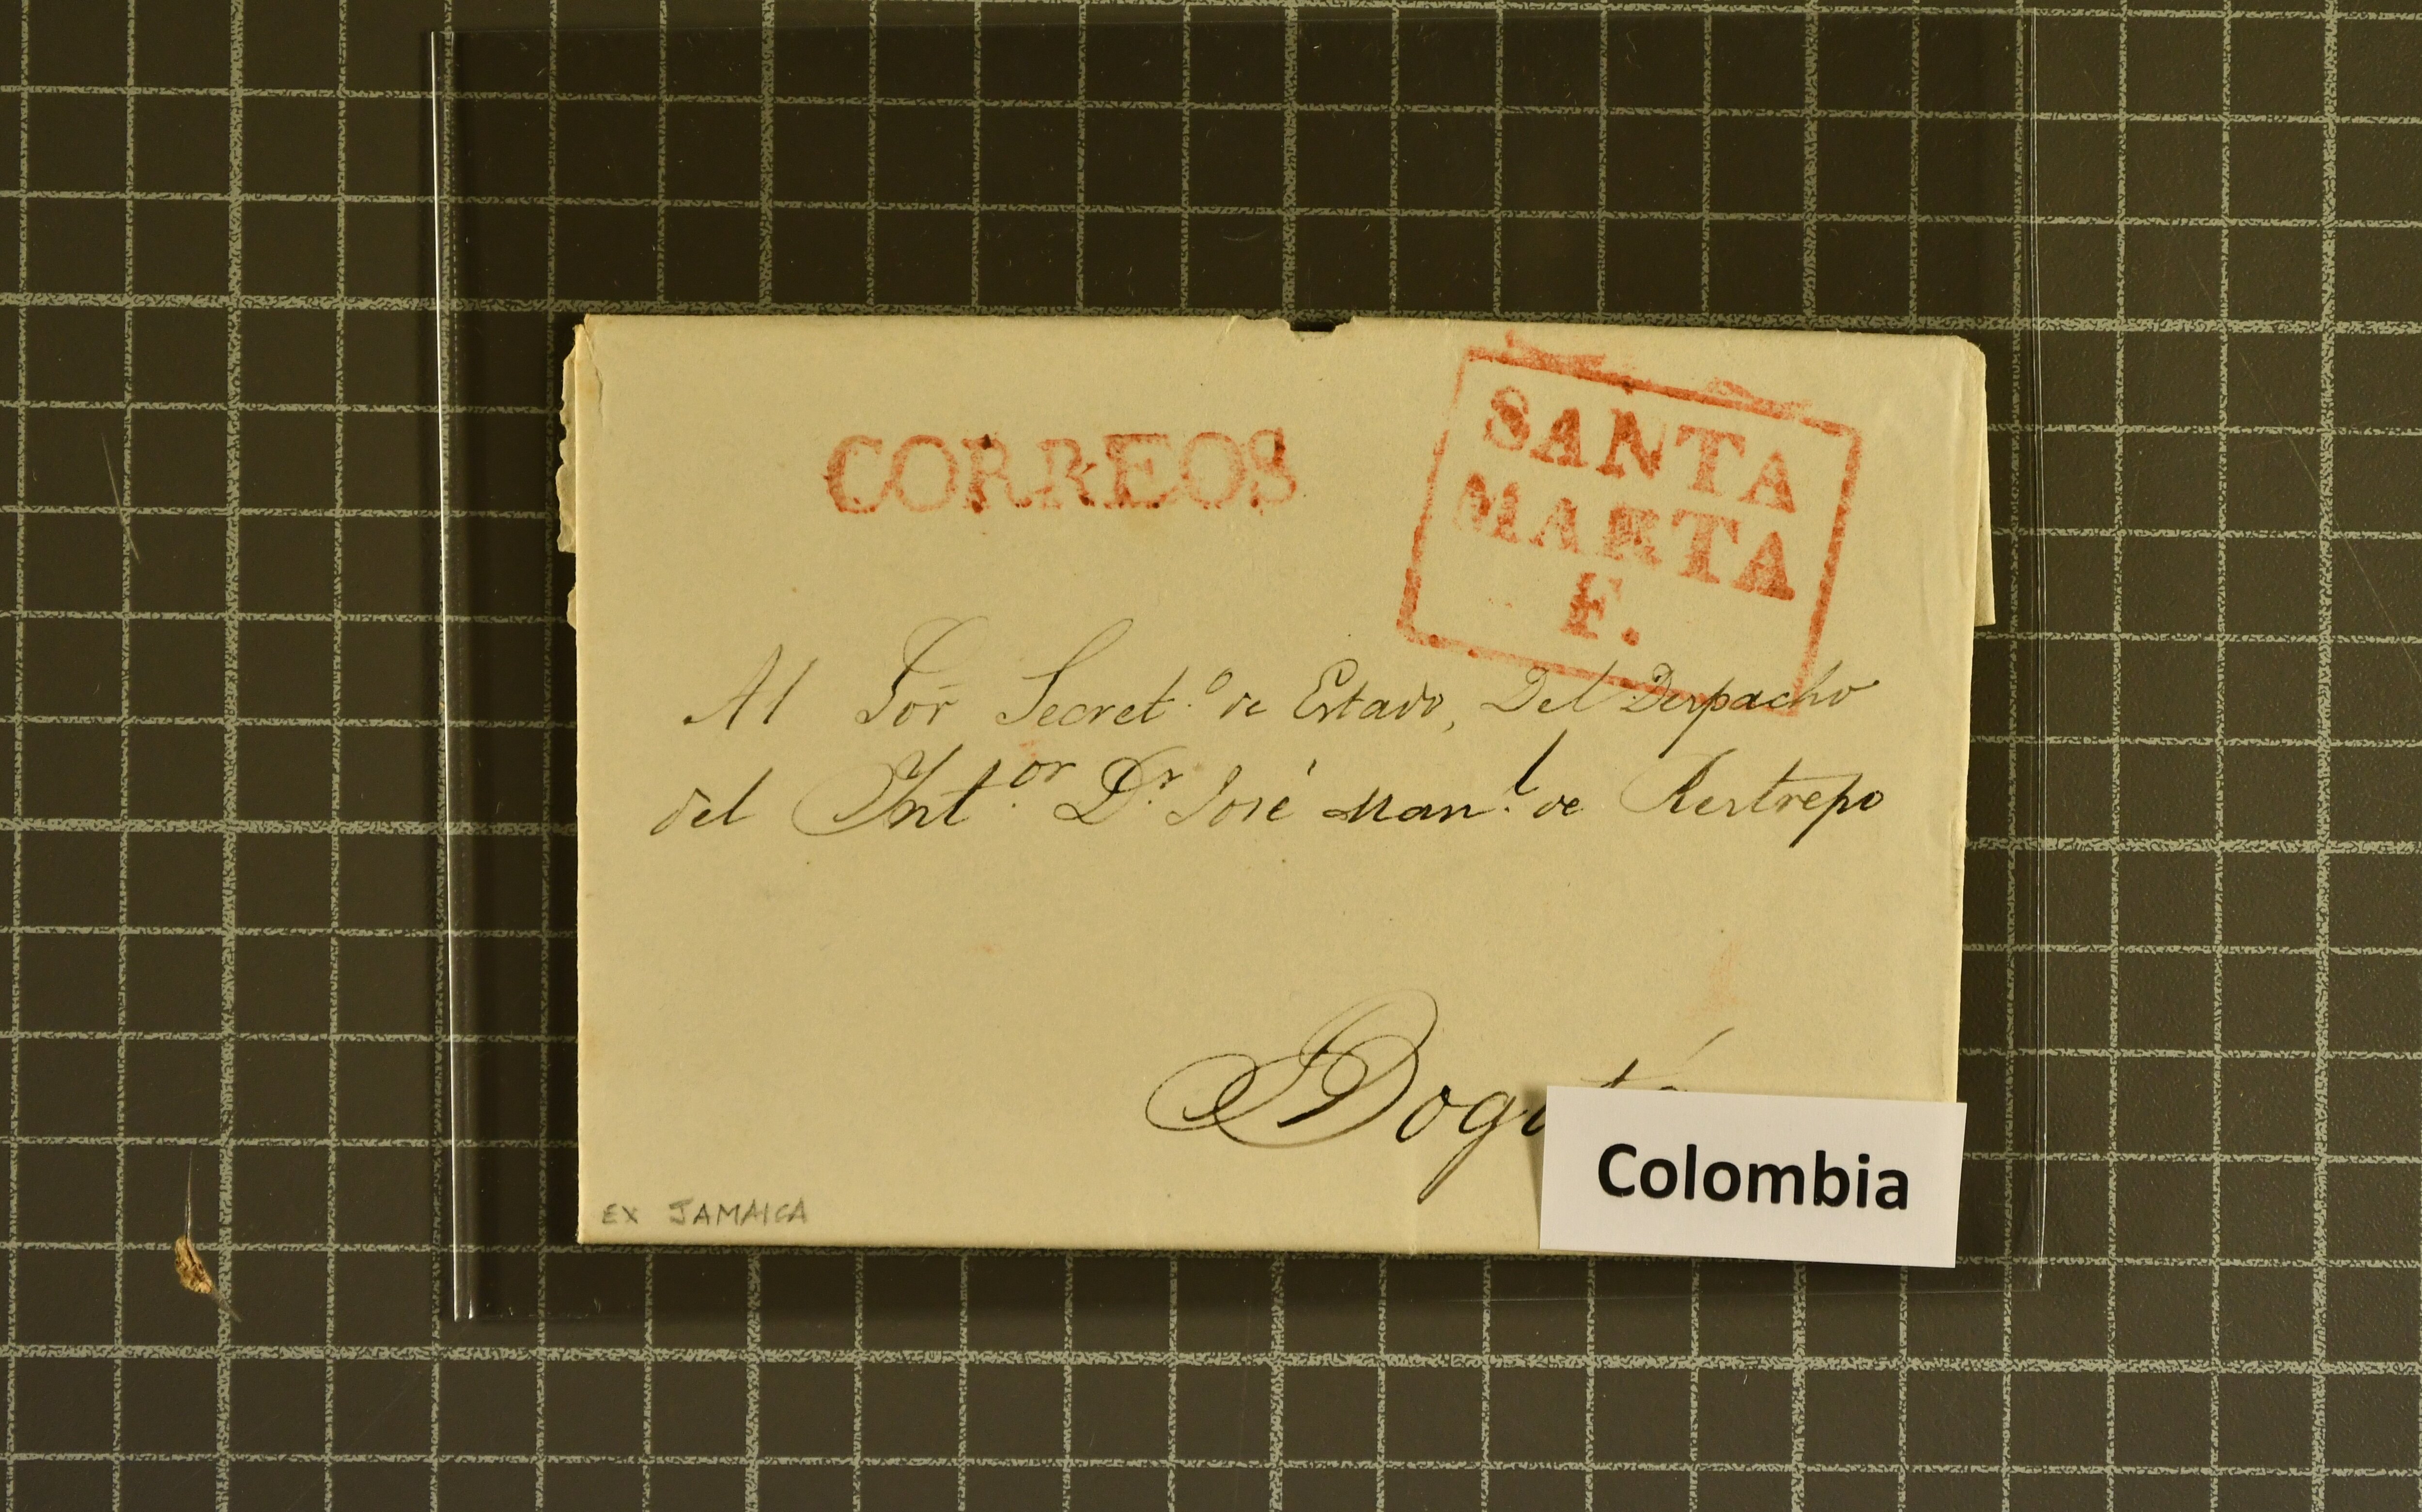 CORREOS
SANTA
MARTA
F.
Al Sor Secret.º de Estado, Del Despacho
del Int.or D.r José Man.l de Restrepo
Bogotá
EX JAMAICA
Colombia